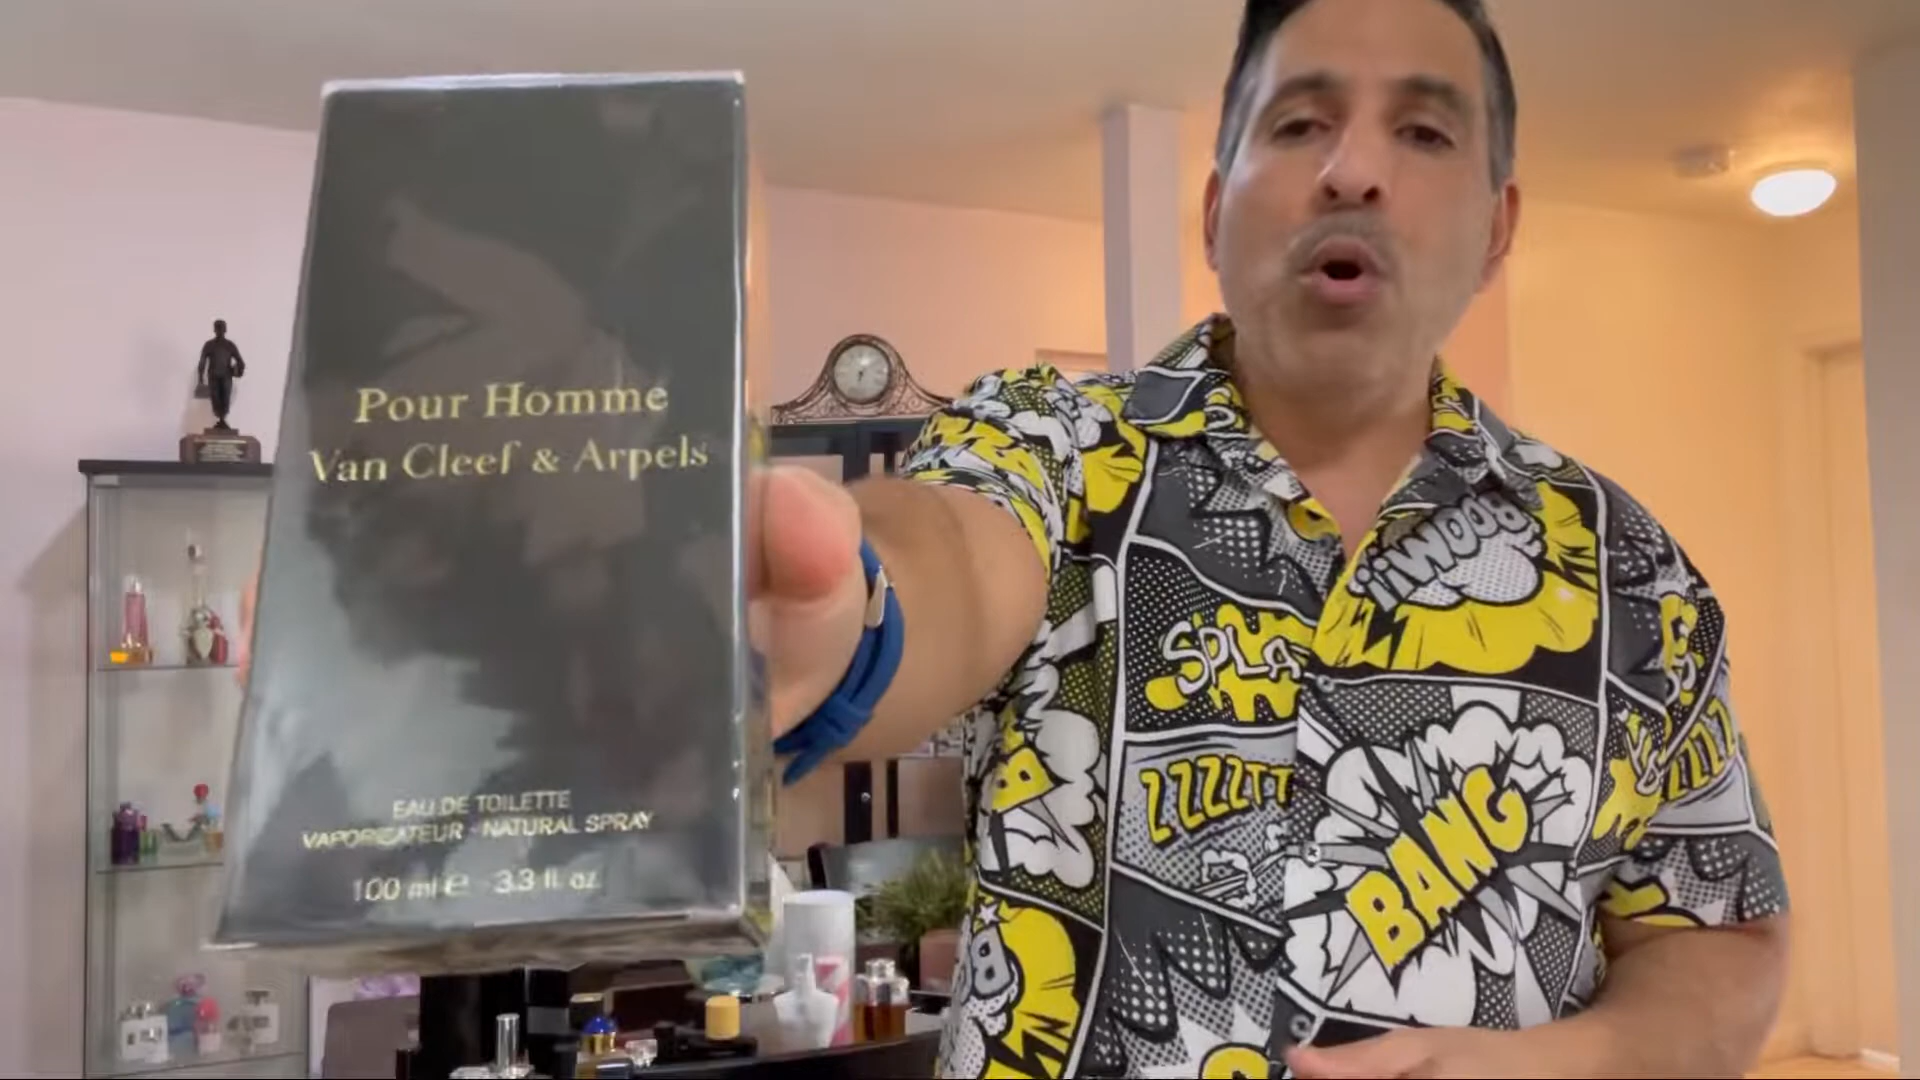 Pour Homme
Van Cleef & Arpels
EAU DE TOILETTE
VAPORISATEUR - NATURAL SPRAY
100 ml e 3.3 fl. oz.
BOOM!!!
SPLA
ZZZZTT
BANG
ZZZZ